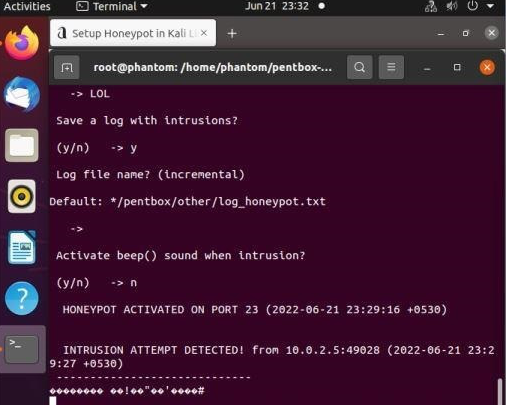 Activities
Terminal
Jun 21 23:32
a Setup Honeypot in Kali L
root@phantom: /home/phantom/pentbox-...
-> LOL
Save a log with intrusions?
(y/n)   -> y
Log file name? (incremental)
Default: */pentbox/other/log_honeypot.txt
->
Activate beep() sound when intrusion?
(y/n)   -> n
HONEYPOT ACTIVATED ON PORT 23 (2022-06-21 23:29:16 +0530)
INTRUSION ATTEMPT DETECTED! from 10.0.2.5:49028 (2022-06-21 23:2
9:27 +0530)
-----------------------------
�������� ��!��"��'����#